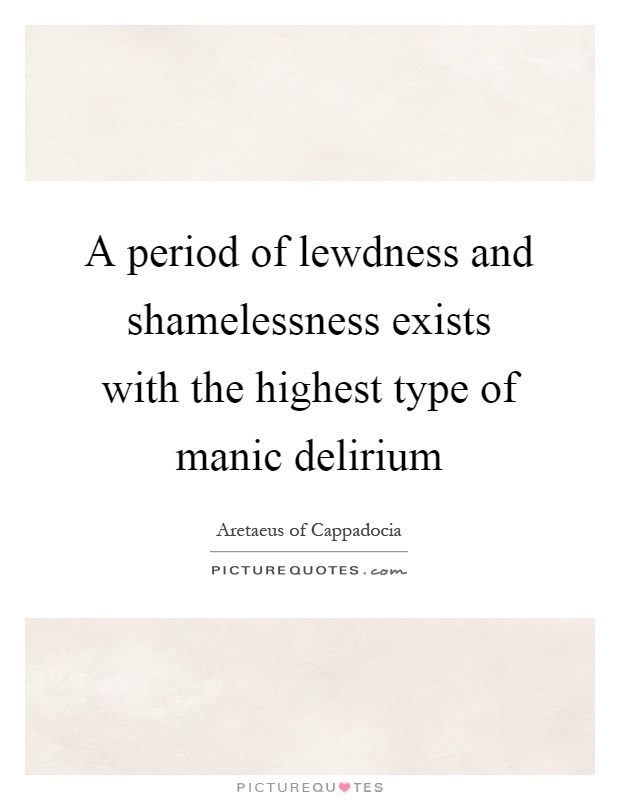 A period of lewdness and
shamelessness exists
with the highest type of
manic delirium
Aretaeus of Cappadocia
PICTUREQUOTES.com
PICTUREQUOTES